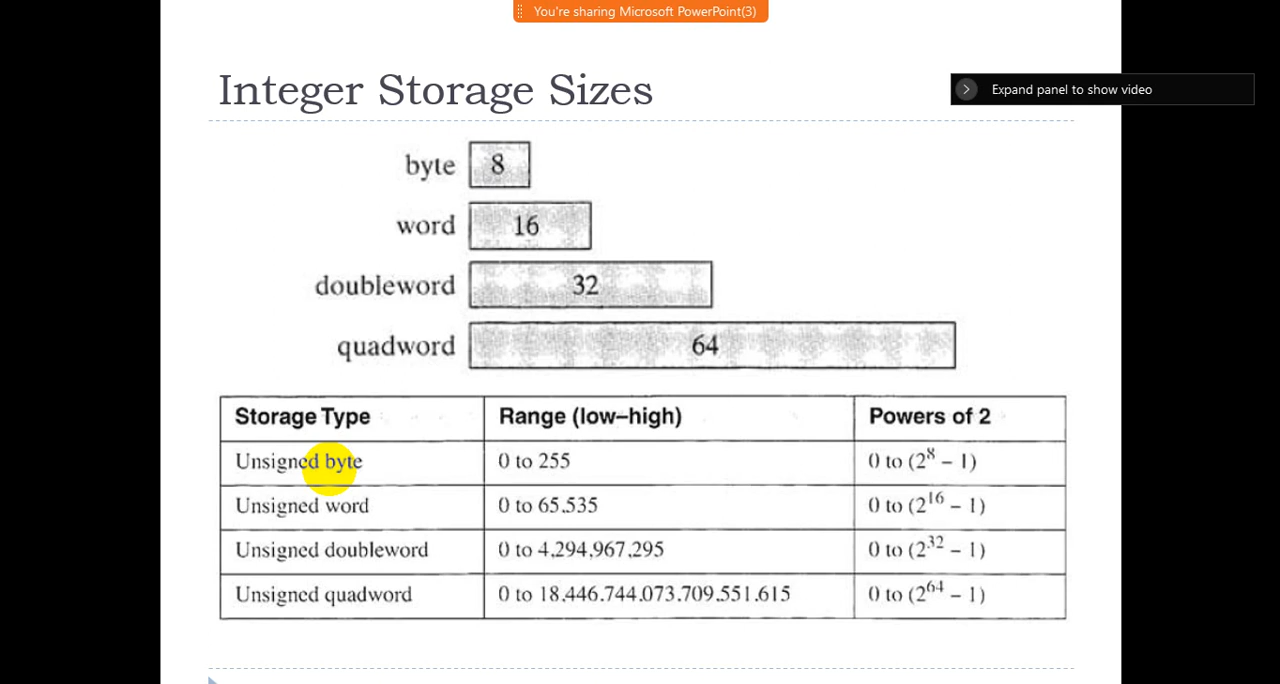 You're sharing Microsoft PowerPoint(3)
Integer Storage Sizes
Expand panel to show video
byte 8
word 16
doubleword 32
quadword 64
Storage Type Range (low–high) Powers of 2
Unsigned byte 0 to 255 0 to (2⁸ – 1)
Unsigned word 0 to 65,535 0 to (2¹⁶ – 1)
Unsigned doubleword 0 to 4,294,967,295 0 to (2³² – 1)
Unsigned quadword 0 to 18,446,744,073,709,551,615 0 to (2⁶⁴ – 1)